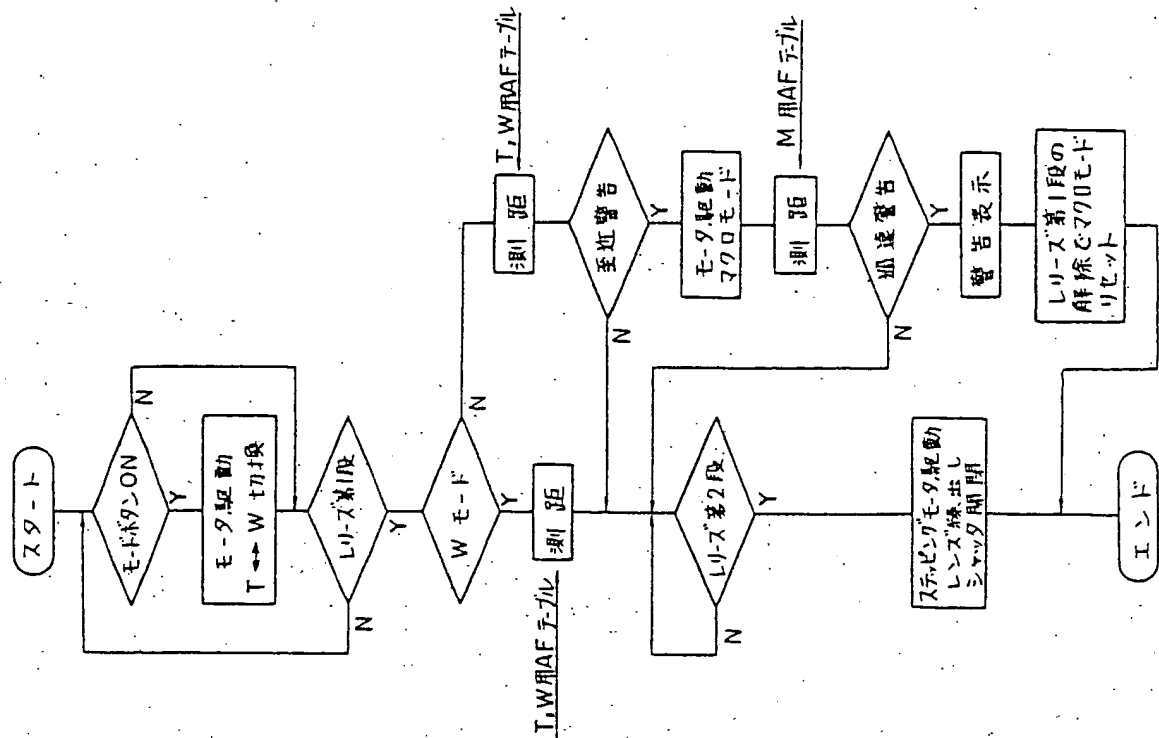 スタート
モードボタンON
Y
N
モータ駆動
T ↔ W 切換
レリーズ第1段
N
Y
W モード
N
Y
測 距
T,W用AFテーブル
測 距
T,W用AFテーブル
至近警告
N
Y
モータ駆動
マクロモード
測 距
M用AFテーブル
過遠警告
N
Y
警告表示
レリーズ第1段の
解除でマクロモード
リセット
レリーズ第2段
N
Y
ステッピングモータ駆動
レンズ繰出し
シャッタ開閉
エンド